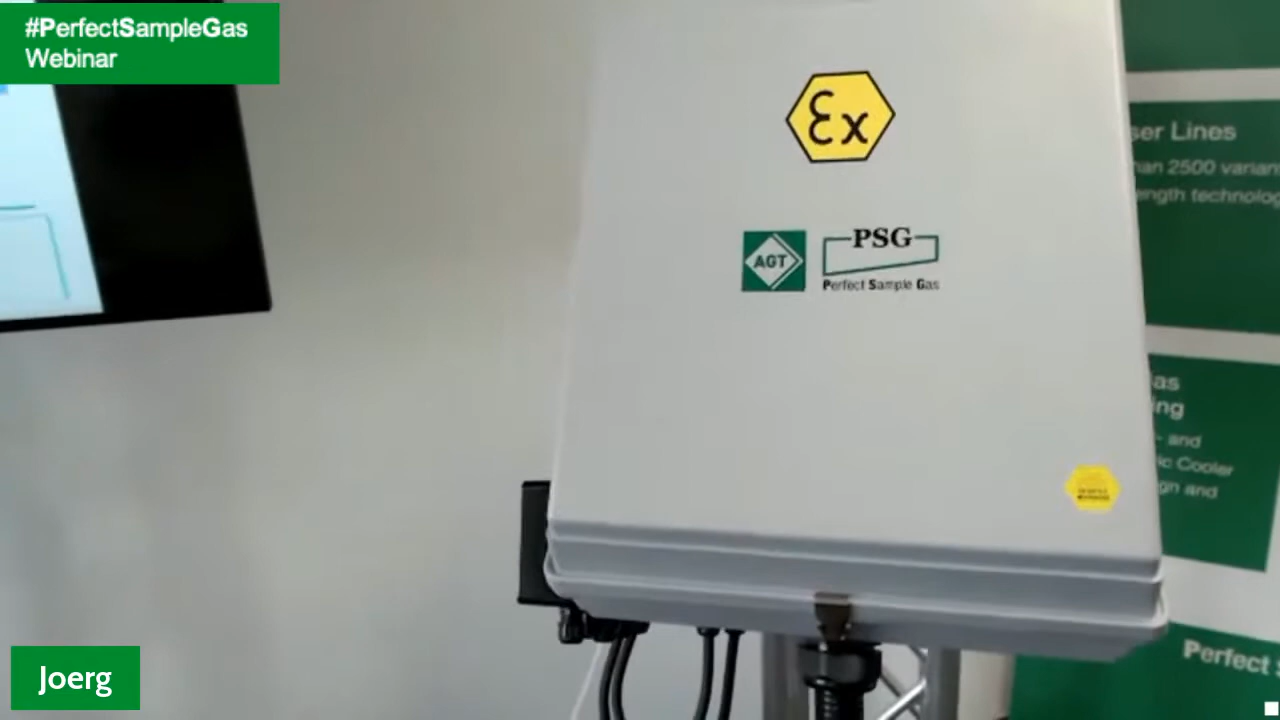 #PerfectSampleGas
Webinar
Ex
AGT
PSG
Perfect Sample Gas
ser Lines
han 2500 varian
ength technolog
as
ing
- and
ic Cooler
gn and
Perfect
Joerg